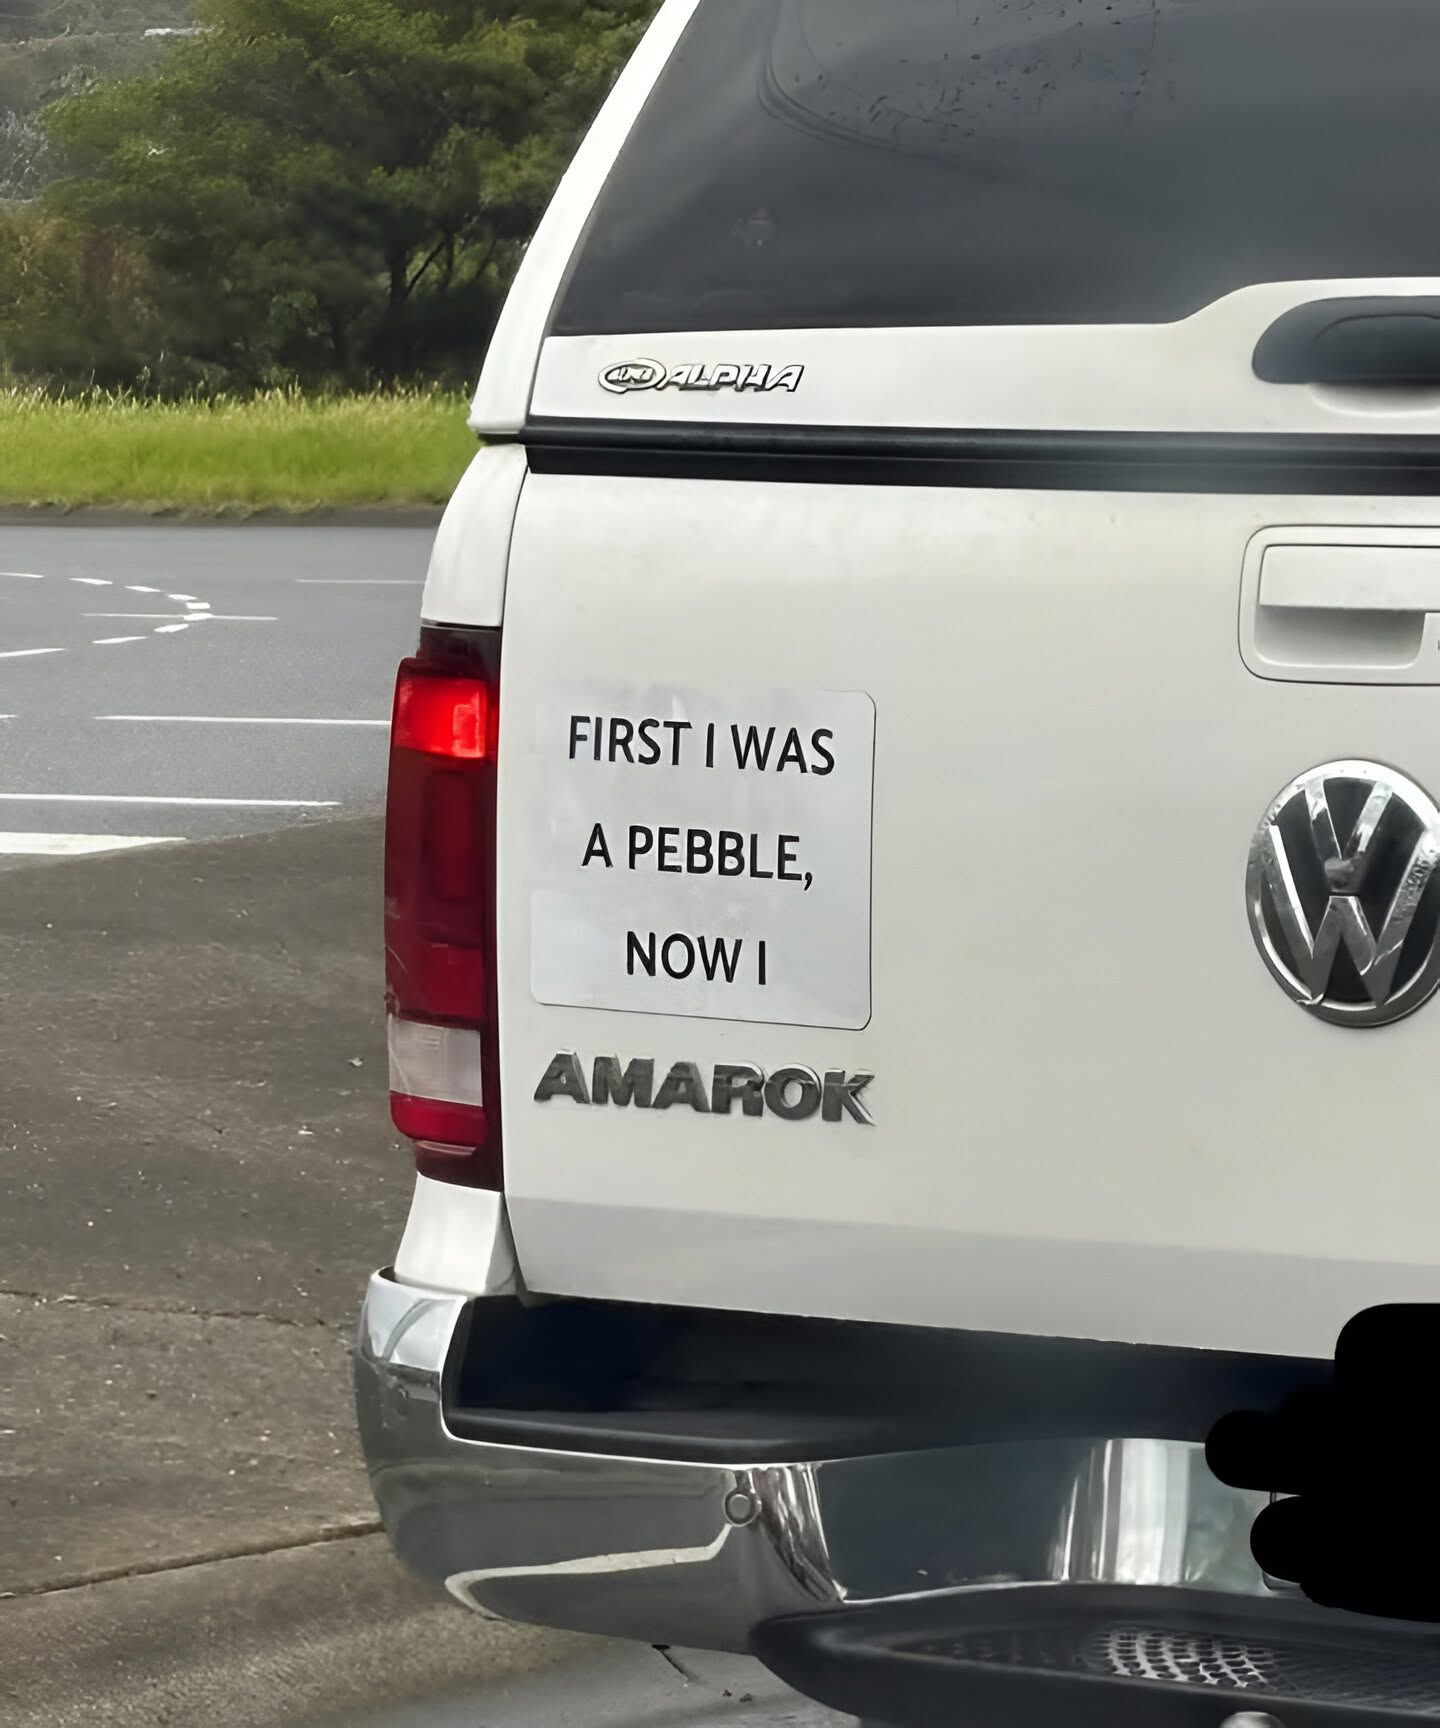 ALPHA
FIRST I WAS
A PEBBLE,
NOW I
AMAROK